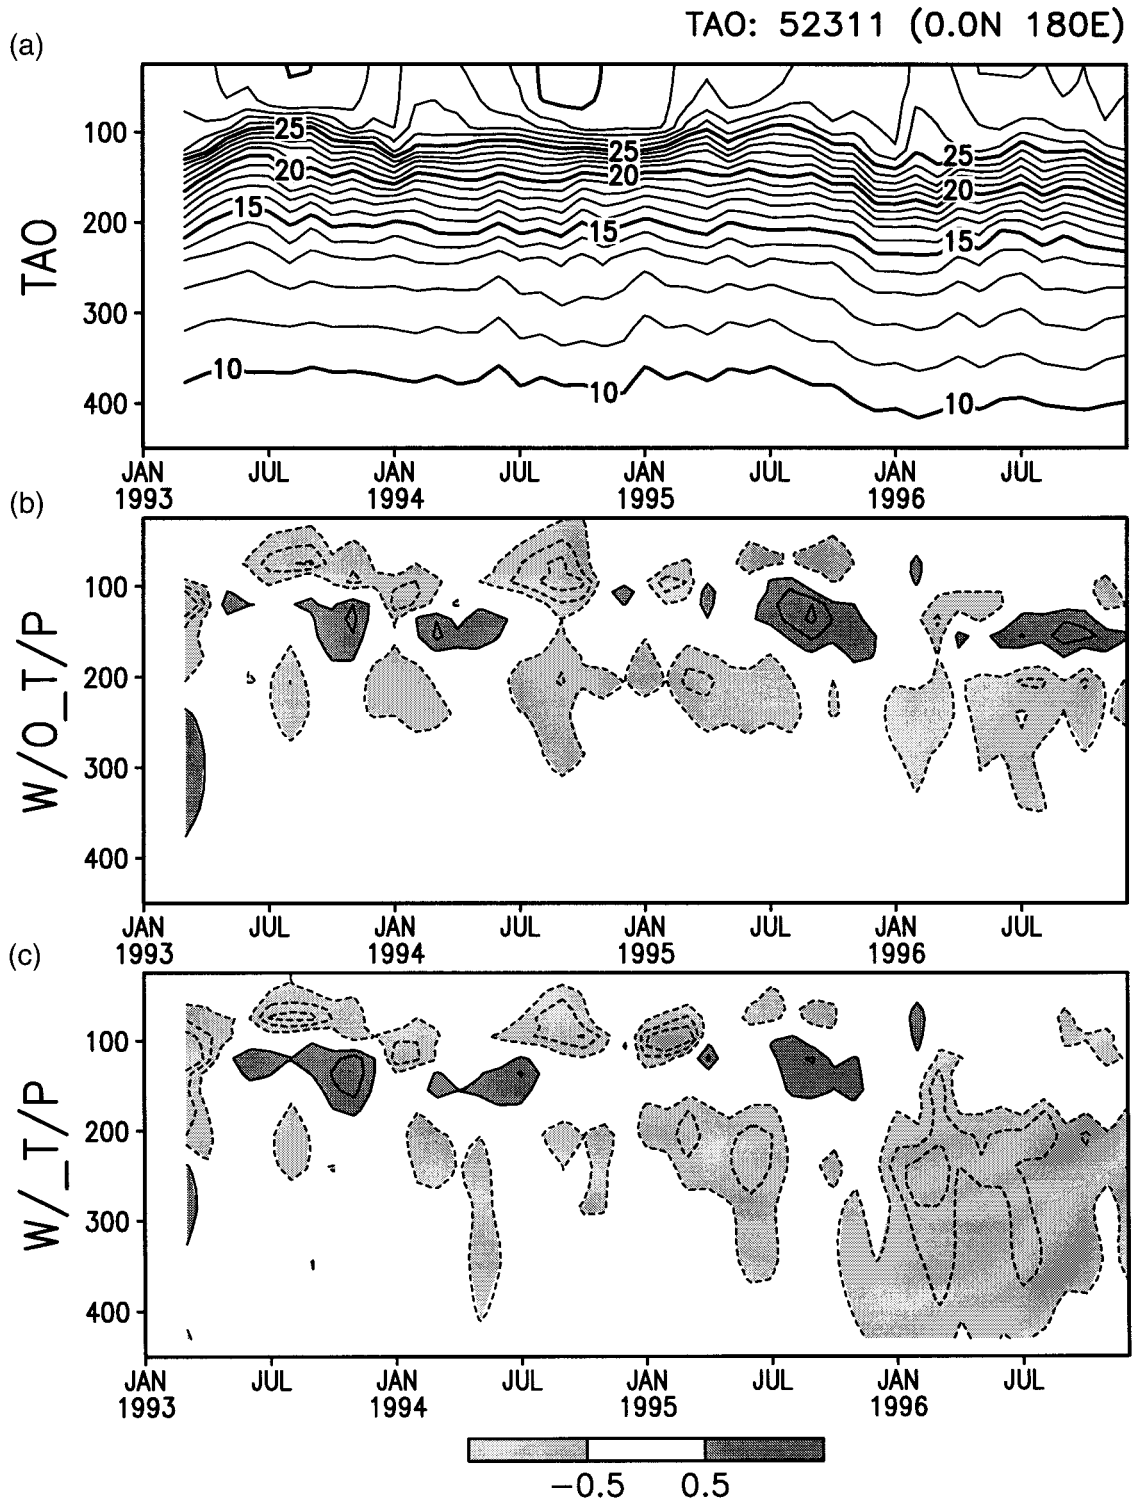 TAO: 52311 (0.0N 180E)
(a)
TAO
100
200
300
400
25
20
15
10
25
20
15
10
25
20
15
10
JAN JUL JAN JUL JAN JUL JAN JUL
1993 1994 1995 1996
(b)
W/O_T/P
100
200
300
400
JAN JUL JAN JUL JAN JUL JAN JUL
1993 1994 1995 1996
(c)
W/_T/P
100
200
300
400
JAN JUL JAN JUL JAN JUL JAN JUL
1993 1994 1995 1996
−0.5 0.5